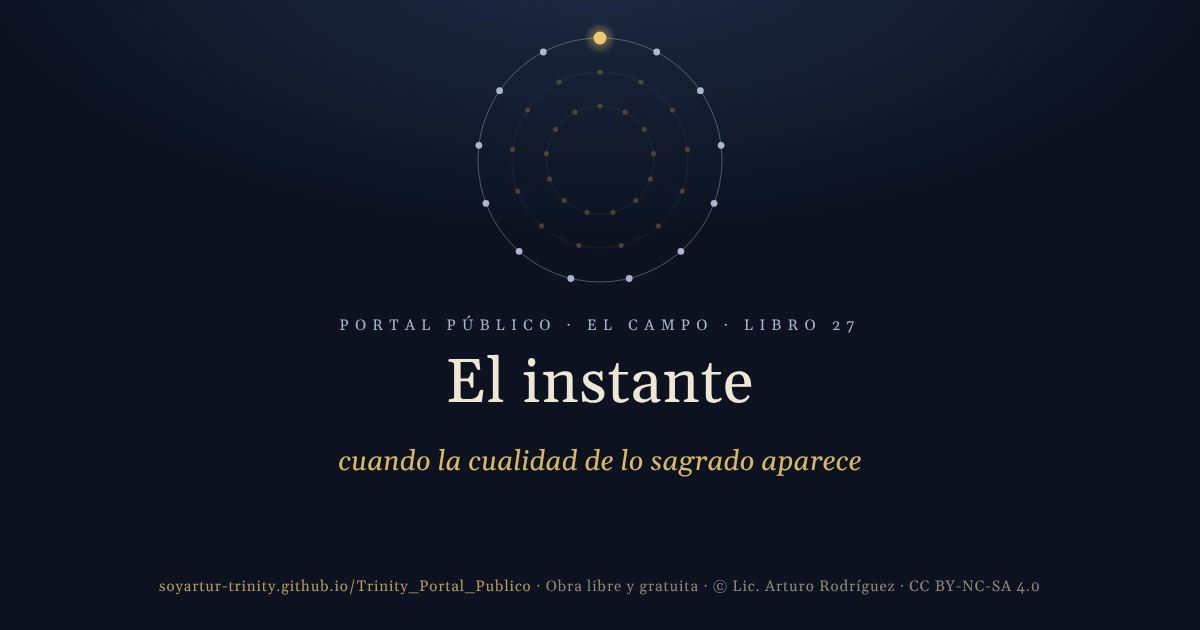 PORTAL PÚBLICO · EL CAMPO · LIBRO 27
El instante
cuando la cualidad de lo sagrado aparece
soyartur-trinity.github.io/Trinity_Portal_Publico · Obra libre y gratuita · © Lic. Arturo Rodríguez · CC BY-NC-SA 4.0